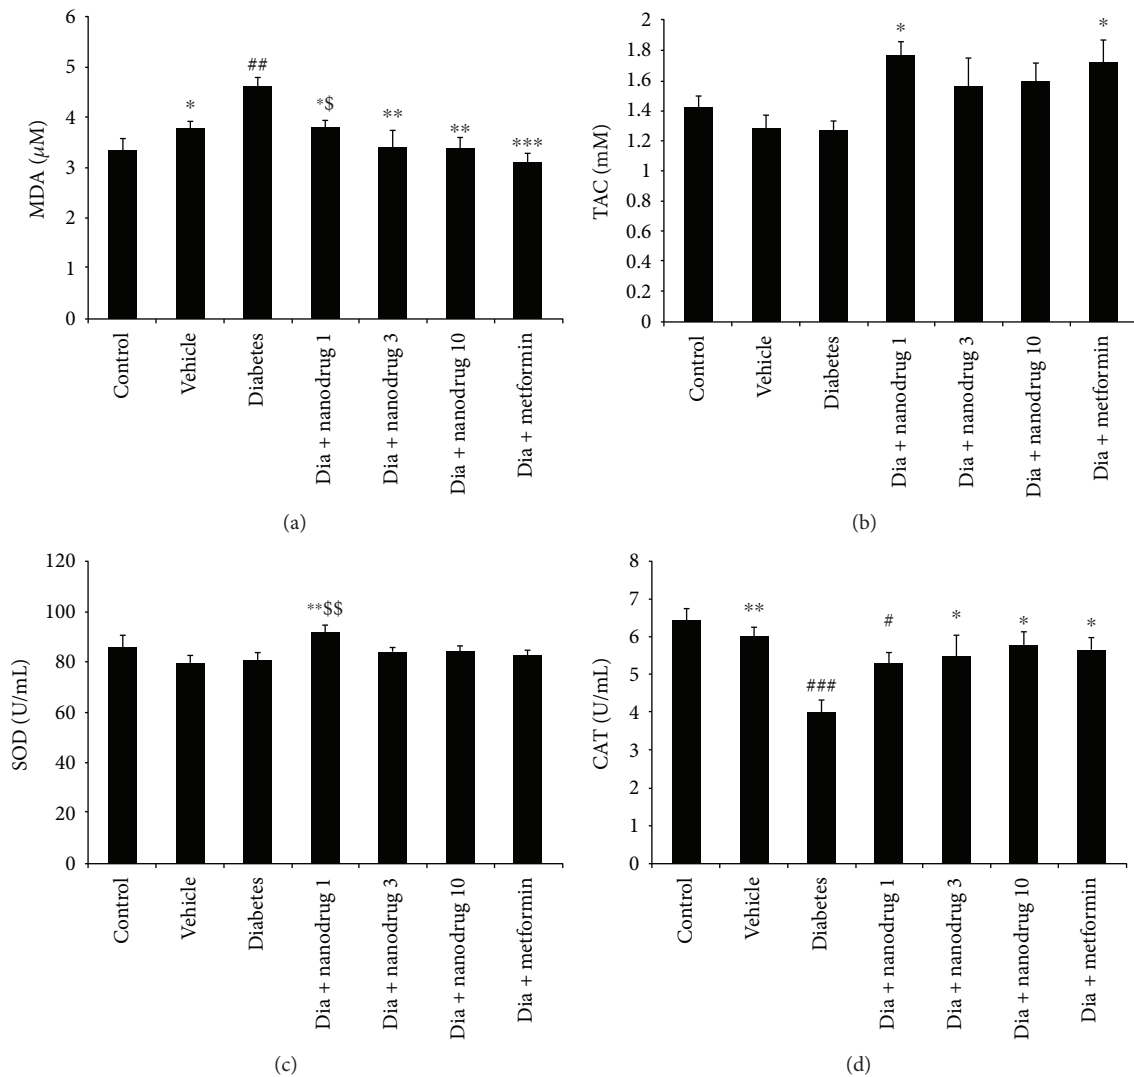 6
5
4
3
2
1
0
MDA (μM)
*
##
*$
**
**
***
Control
Vehicle
Diabetes
Dia + nanodrug 1
Dia + nanodrug 3
Dia + nanodrug 10
Dia + metformin
(a)
2
1.8
1.6
1.4
1.2
1
0.8
0.6
0.4
0.2
0
TAC (mM)
*
*
Control
Vehicle
Diabetes
Dia + nanodrug 1
Dia + nanodrug 3
Dia + nanodrug 10
Dia + metformin
(b)
120
100
80
60
40
20
0
SOD (U/mL)
**$$
Control
Vehicle
Diabetes
Dia + nanodrug 1
Dia + nanodrug 3
Dia + nanodrug 10
Dia + metformin
(c)
8
7
6
5
4
3
2
1
0
CAT (U/mL)
**
###
#
*
*
*
Control
Vehicle
Diabetes
Dia + nanodrug 1
Dia + nanodrug 3
Dia + nanodrug 10
Dia + metformin
(d)